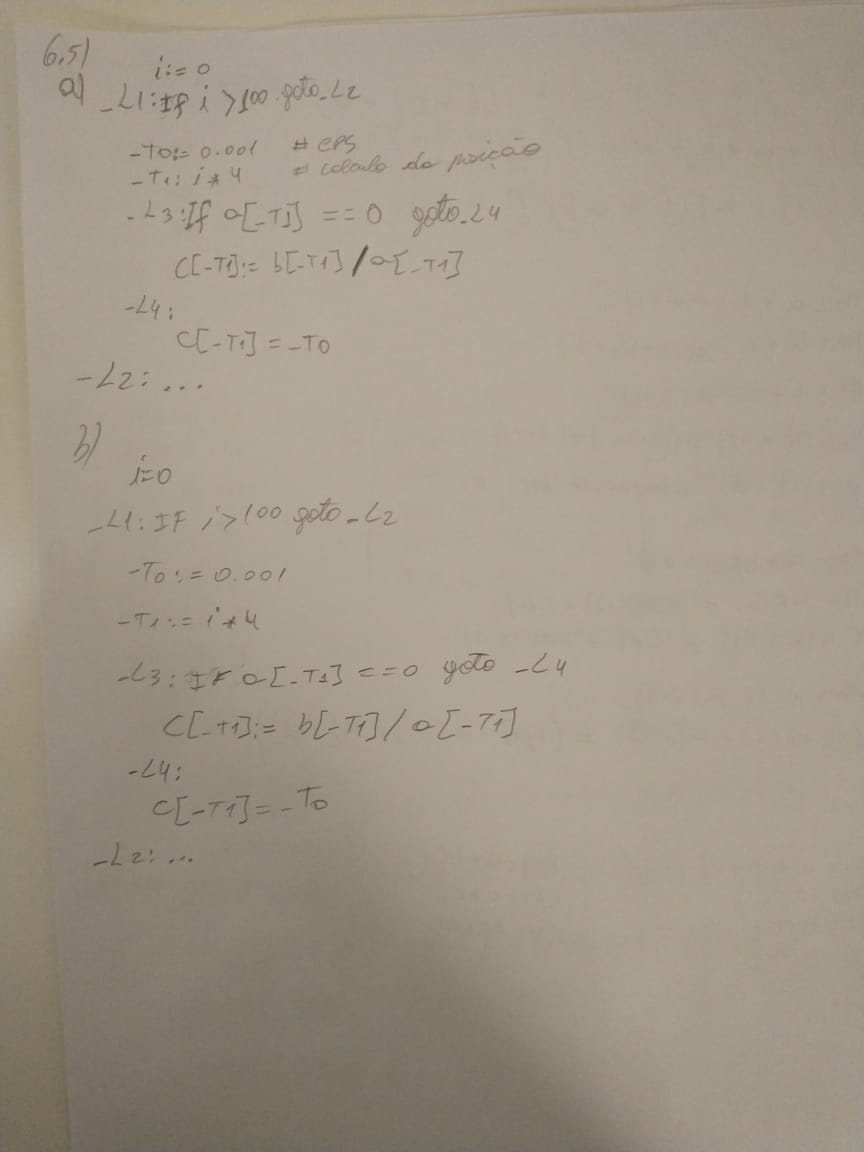 6.5)
i:= 0
a) _L1: If i > 100 goto _L2
_T0:= 0.001 # eps
_T1: i * 4 # calculo da posição
_L3: If a[_T1] == 0 goto _L4
C[_T1]:= b[_T1] / a[_T1]
_L4:
C[_T1] = _T0
_L2: ...
b)
i=0
_L1: IF i > 100 goto _L2
_T0:= 0.001
_T1:= i * 4
_L3: IF a[_T1] == 0 goto _L4
C[_T1]:= b[_T1] / a[_T1]
_L4:
C[_T1] = _T0
_L2: ...